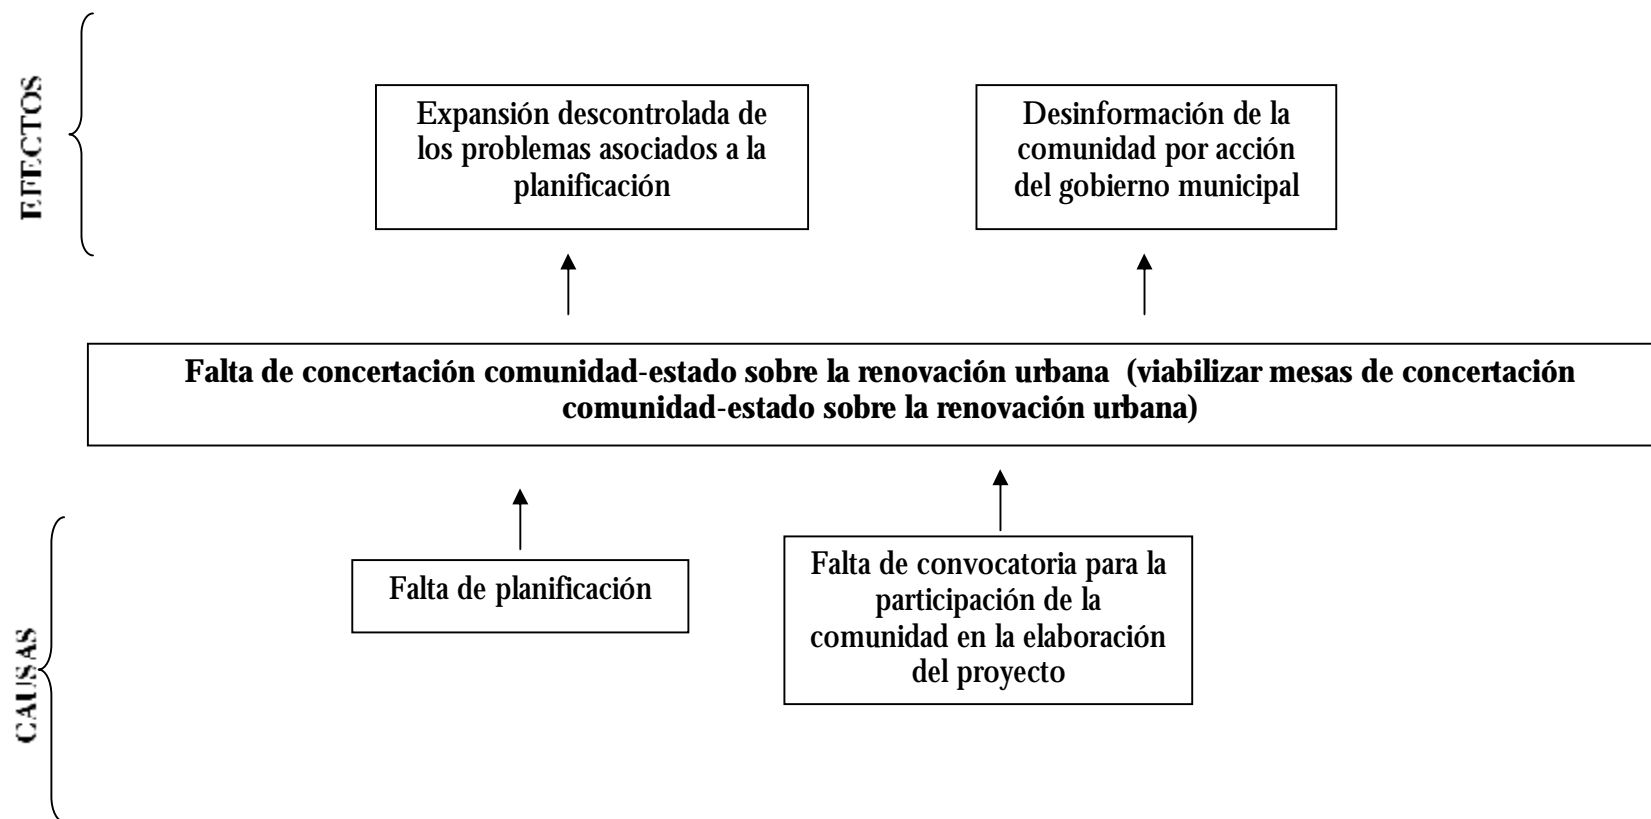 EFECTOS
Expansión descontrolada de
los problemas asociados a la
planificación
Desinformación de la
comunidad por acción
del gobierno municipal
Falta de concertación comunidad-estado sobre la renovación urbana (viabilizar mesas de concertación
comunidad-estado sobre la renovación urbana)
CAUSAS
Falta de planificación
Falta de convocatoria para la
participación de la
comunidad en la elaboración
del proyecto